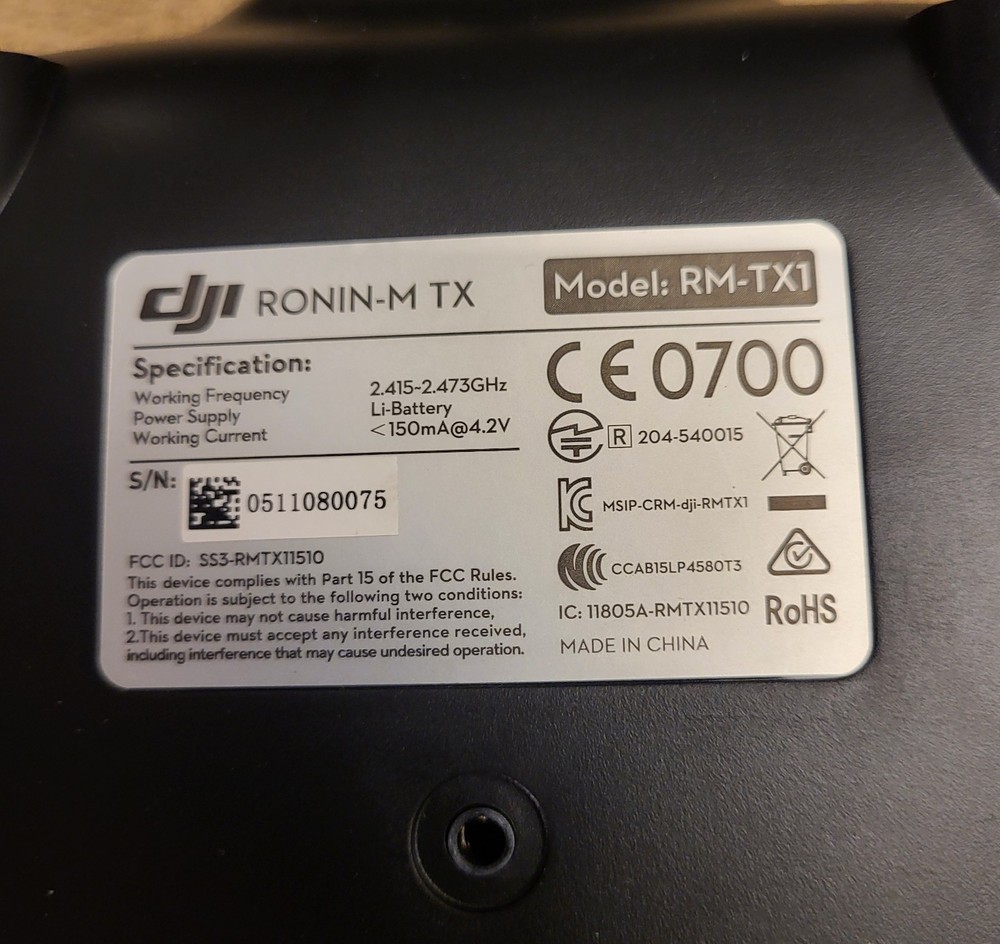 dji RONIN-M TX
Model: RM-TX1
Specification:
Working Frequency 2.415~2.473GHz
Power Supply Li-Battery
Working Current <150mA@4.2V
S/N: 0511080075
FCC ID: SS3-RMTX11510
This device complies with Part 15 of the FCC Rules.
Operation is subject to the following two conditions:
1. This device may not cause harmful interference,
2.This device must accept any interference received,
including interference that may cause undesired operation.
CE 0700
R 204-540015
MSIP-CRM-dji-RMTX1
CCAB15LP4580T3
IC: 11805A-RMTX11510
RoHS
MADE IN CHINA